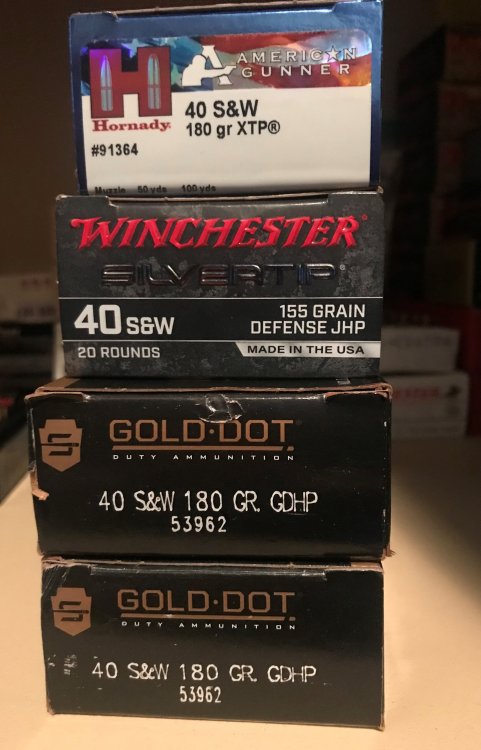 AMERICAN
GUNNER
H
Hornady®
40 S&W
180 gr XTP®
#91364
Muzzle 50 yds 100 yds
WINCHESTER®
SILVERTIP®
40 S&W
155 GRAIN
DEFENSE JHP
20 ROUNDS
MADE IN THE USA
GOLD·DOT
DUTY AMMUNITION
40 S&W 180 GR. GDHP
53962
GOLD·DOT
DUTY AMMUNITION
40 S&W 180 GR. GDHP
53962